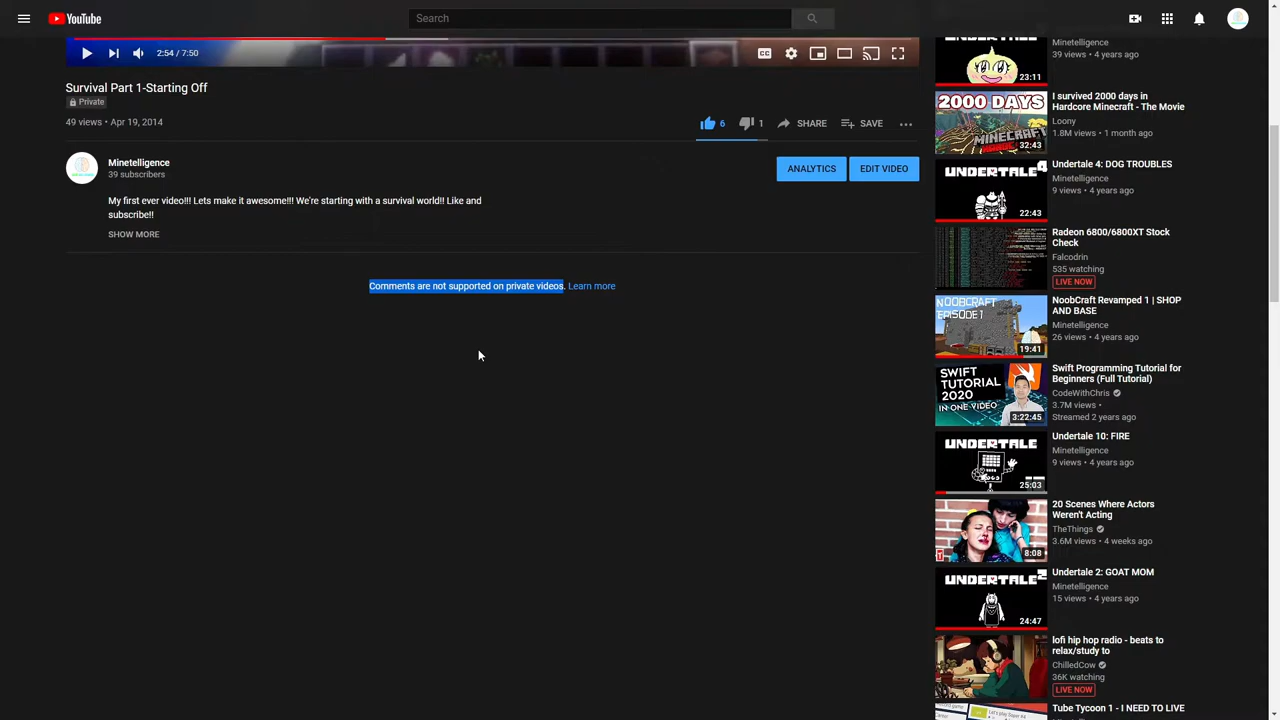 YouTube
Search
2:54 / 7:50
CC
Survival Part 1-Starting Off
Private
49 views • Apr 19, 2014
6
1
SHARE
SAVE
Minetelligence
39 subscribers
ANALYTICS
EDIT VIDEO
My first ever video!!! Lets make it awesome!!! We're starting with a survival world!! Like and
subscribe!!
SHOW MORE
Comments are not supported on private videos. Learn more
23:11
Minetelligence
39 views • 4 years ago
2000 DAYS
MINECRAFT
32:43
I survived 2000 days in
Hardcore Minecraft - The Movie
Loony
1.8M views • 1 month ago
UNDERTALE 4
22:43
Undertale 4: DOG TROUBLES
Minetelligence
9 views • 4 years ago
Radeon 6800/6800XT Stock
Check
Falcodrin
535 watching
LIVE NOW
NOOBCRAFT
EPISODE 1
19:41
NoobCraft Revamped 1 | SHOP
AND BASE
Minetelligence
26 views • 4 years ago
SWIFT
TUTORIAL
2020
IN ONE VIDEO
3:22:45
Swift Programming Tutorial for
Beginners (Full Tutorial)
CodeWithChris
3.7M views •
Streamed 2 years ago
UNDERTALE
25:03
Undertale 10: FIRE
Minetelligence
9 views • 4 years ago
8:08
20 Scenes Where Actors
Weren't Acting
TheThings
3.6M views • 4 weeks ago
UNDERTALE 2
24:47
Undertale 2: GOAT MOM
Minetelligence
15 views • 4 years ago
lofi hip hop radio - beats to
relax/study to
ChilledCow
36K watching
LIVE NOW
Tube Tycoon 1 - I NEED TO LIVE